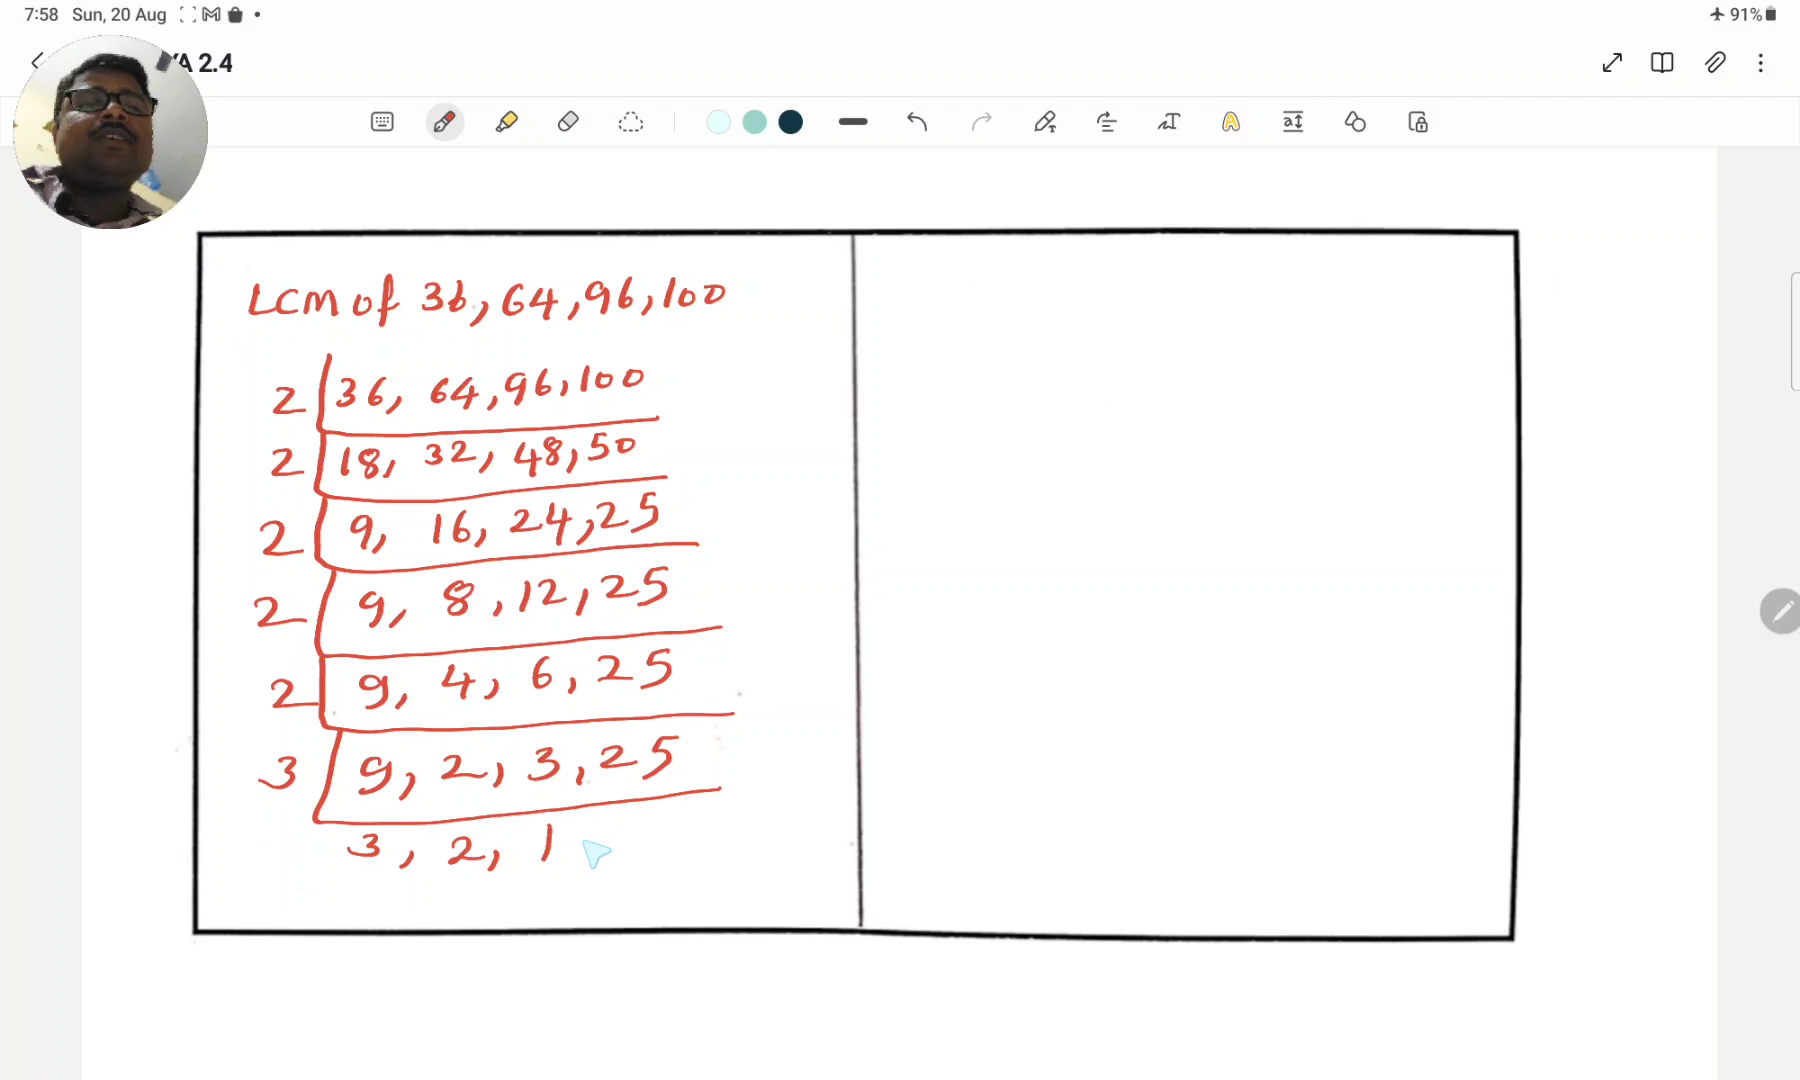 7:58 Sun, 20 Aug
91%
A 2.4
LCM of 36, 64, 96, 100
2 36, 64, 96, 100
2 18, 32, 48, 50
2 9, 16, 24, 25
2 9, 8, 12, 25
2 9, 4, 6, 25
3 9, 2, 3, 25
3, 2, 1